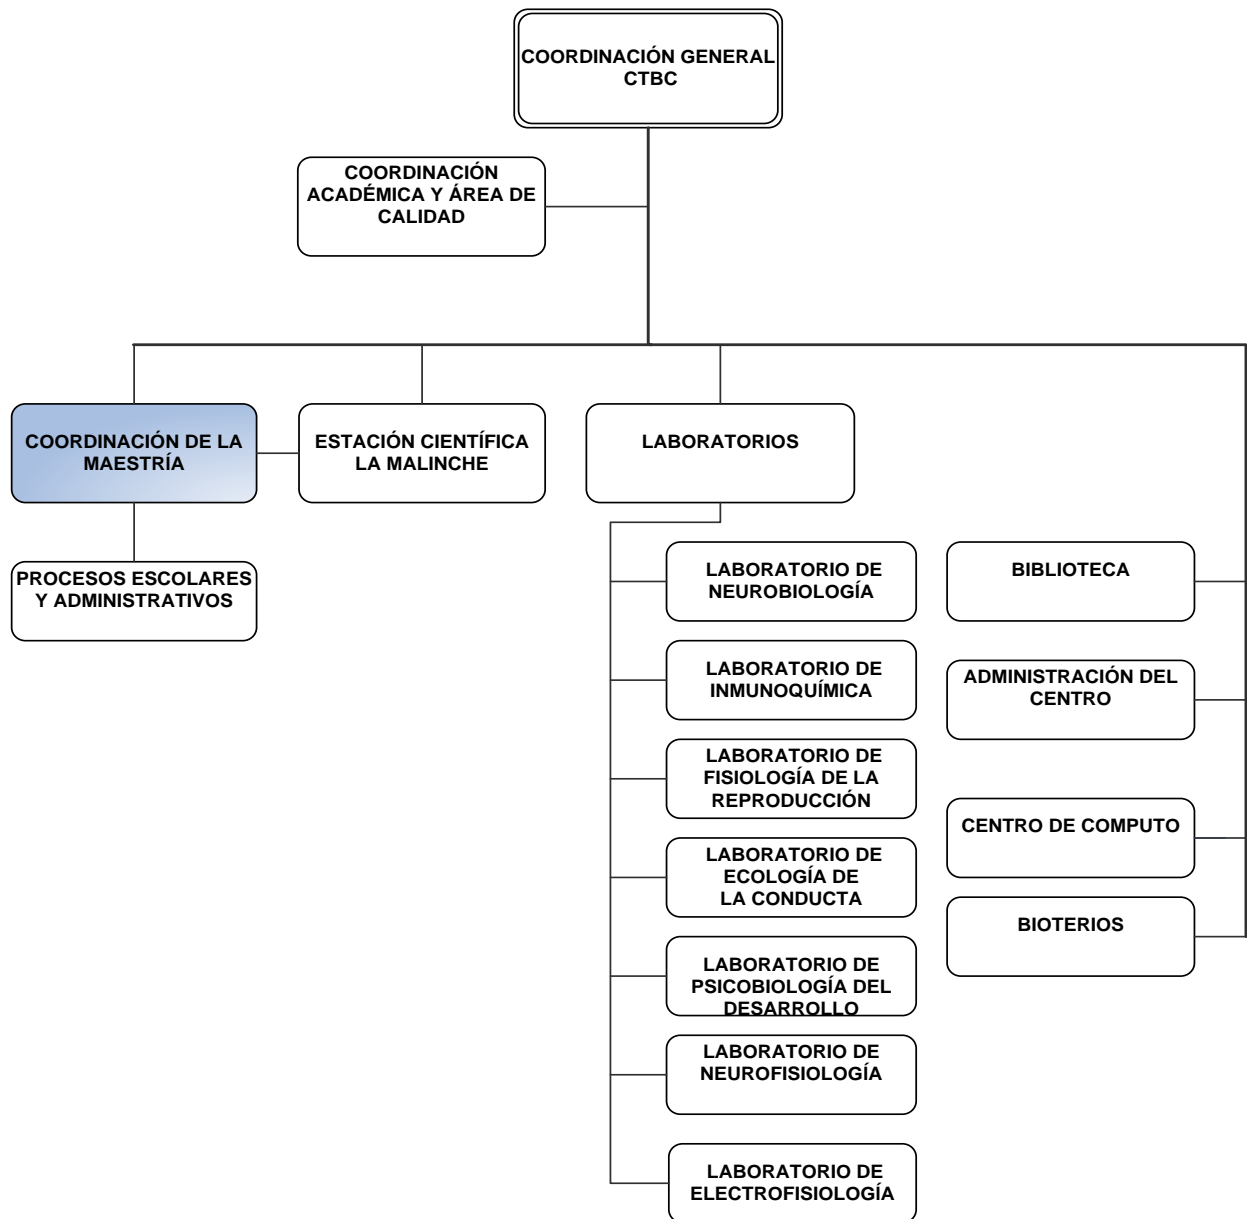 COORDINACIÓN GENERAL
CTBC
COORDINACIÓN
ACADÉMICA Y ÁREA DE
CALIDAD
COORDINACIÓN DE LA
MAESTRÍA
ESTACIÓN CIENTÍFICA
LA MALINCHE
LABORATORIOS
PROCESOS ESCOLARES
Y ADMINISTRATIVOS
LABORATORIO DE
NEUROBIOLOGÍA
LABORATORIO DE
INMUNOQUÍMICA
LABORATORIO DE
FISIOLOGÍA DE LA
REPRODUCCIÓN
LABORATORIO DE
ECOLOGÍA DE
LA CONDUCTA
LABORATORIO DE
PSICOBIOLOGÍA DEL
DESARROLLO
LABORATORIO DE
NEUROFISIOLOGÍA
LABORATORIO DE
ELECTROFISIOLOGÍA
BIBLIOTECA
ADMINISTRACIÓN DEL
CENTRO
CENTRO DE COMPUTO
BIOTERIOS